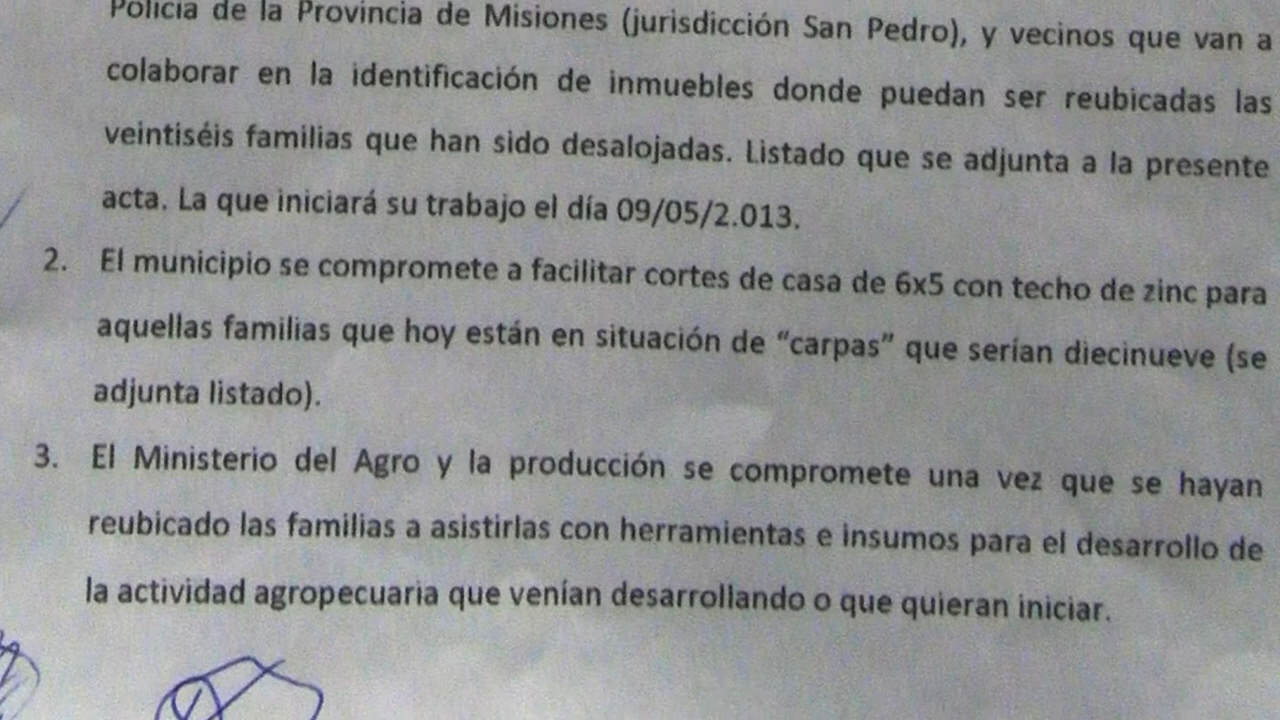 Policía de la Provincia de Misiones (jurisdicción San Pedro), y vecinos que van a
colaborar en la identificación de inmuebles donde puedan ser reubicadas las
veintiséis familias que han sido desalojadas. Listado que se adjunta a la presente
acta. La que iniciará su trabajo el día 09/05/2.013.
2. El municipio se compromete a facilitar cortes de casa de 6x5 con techo de zinc para
aquellas familias que hoy están en situación de “carpas” que serían diecinueve (se
adjunta listado).
3. El Ministerio del Agro y la producción se compromete una vez que se hayan
reubicado las familias a asistirlas con herramientas e insumos para el desarrollo de
la actividad agropecuaria que venían desarrollando o que quieran iniciar.